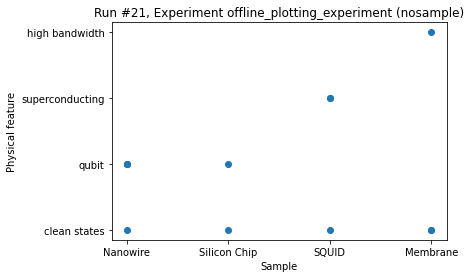 Run #21, Experiment offline_plotting_experiment (nosample)
high bandwidth
superconducting
qubit
clean states
Physical feature
Nanowire Silicon Chip SQUID Membrane
Sample